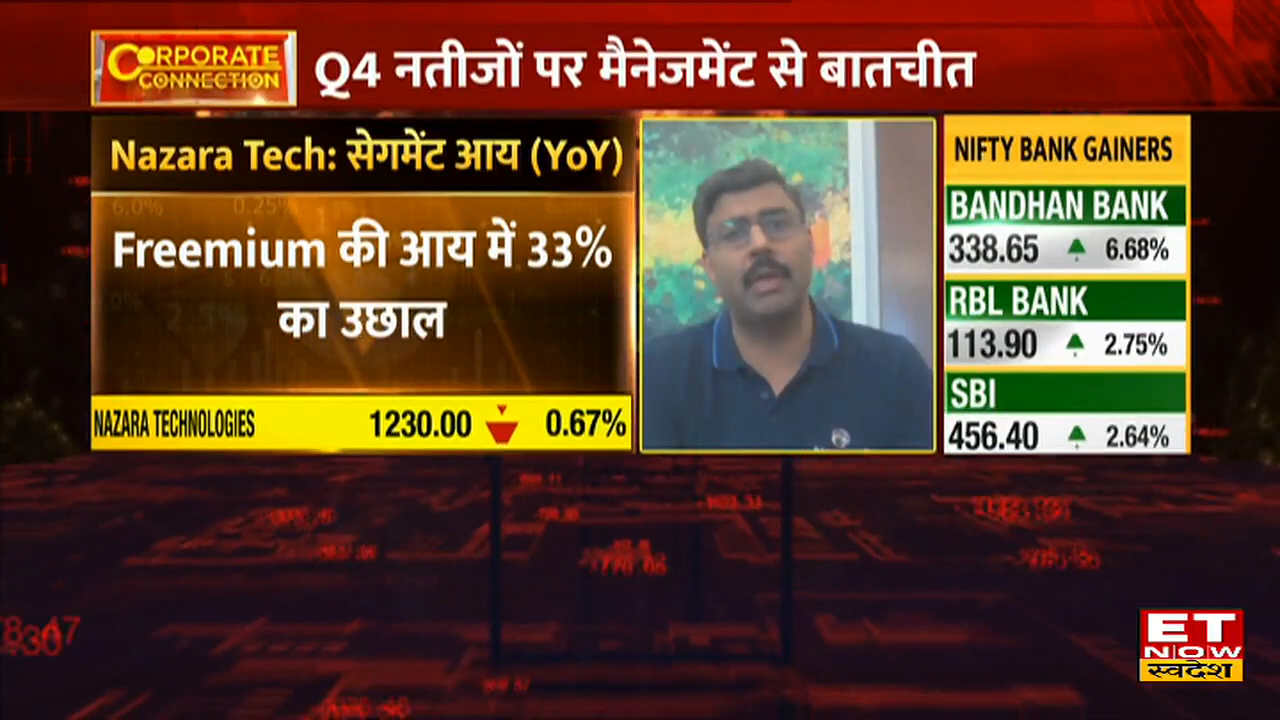 CORPORATE
CONNECTION
Q4 नतीजों पर मैनेजमेंट से बातचीत
Nazara Tech: सेगमेंट आय (YoY)
Freemium की आय में 33%
का उछाल
NAZARA TECHNOLOGIES 1230.00 0.67%
NIFTY BANK GAINERS
BANDHAN BANK
338.65 6.68%
RBL BANK
113.90 2.75%
SBI
456.40 2.64%
ET
NOW
स्वदेश